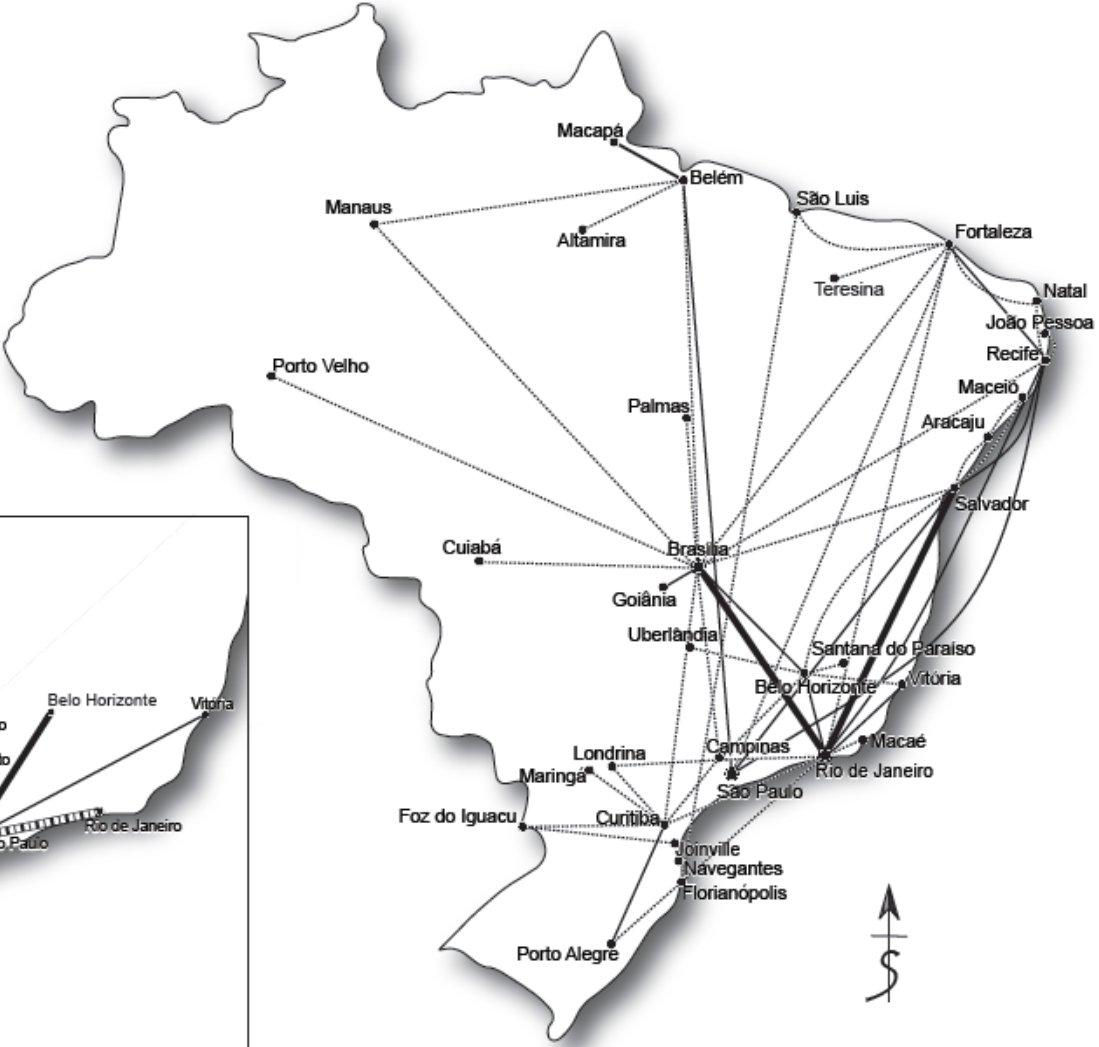 Macapá
Belém
São Luis
Manaus
Altamira
Fortaleza
Teresina
Natal
João Pessoa
Porto Velho
Recife
Maceió
Palmas
Aracaju
Salvador
Cuiabá
Brasília
Goiânia
Uberlândia
Santana do Paraíso
Belo Horizonte
Vitória
Macaé
Londrina
Campinas
Maringá
Rio de Janeiro
São Paulo
Foz do Iguacu
Curitiba
Joinville
Navegantes
Florianópolis
Porto Alegre
S
Belo Horizonte
Vitória
o
to
Rio de Janeiro
o Paulo